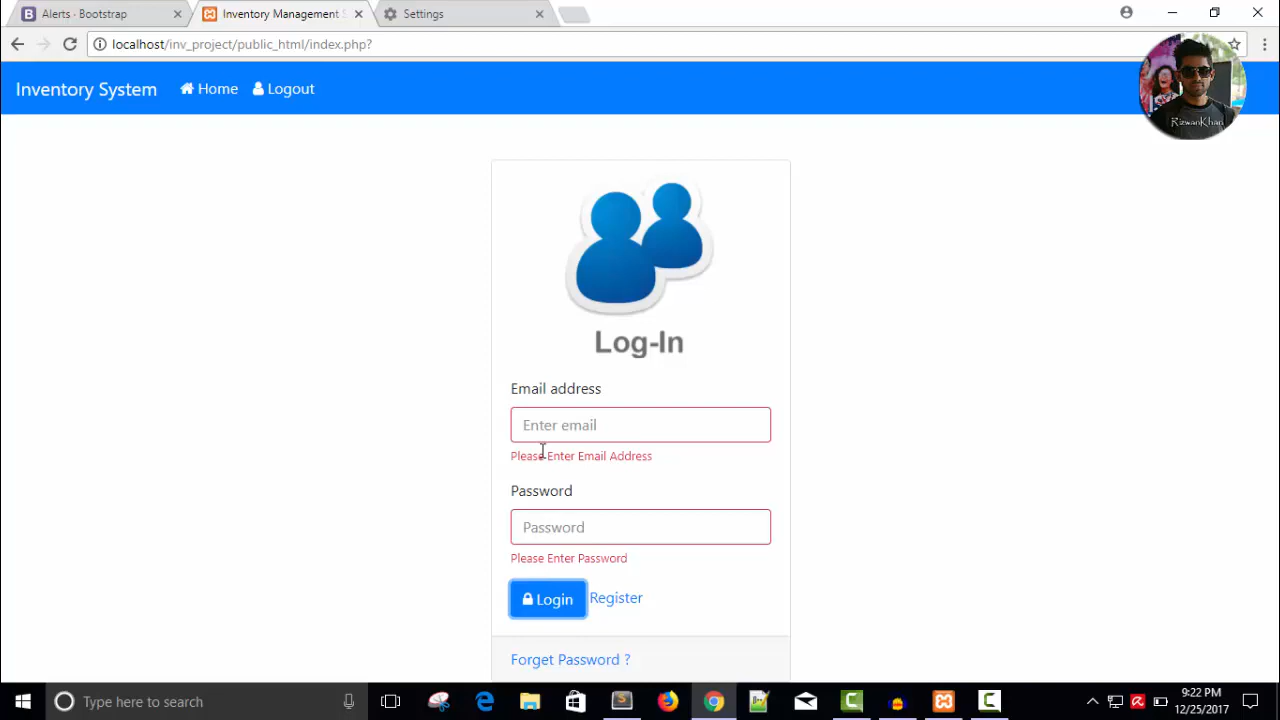 Alerts - Bootstrap
Inventory Management S
Settings
localhost/inv_project/public_html/index.php?
Inventory System Home Logout
RizwanKhan
Log-In
Email address
Enter email
Please Enter Email Address
Password
Password
Please Enter Password
Login Register
Forget Password ?
Type here to search
9:22 PM
12/25/2017